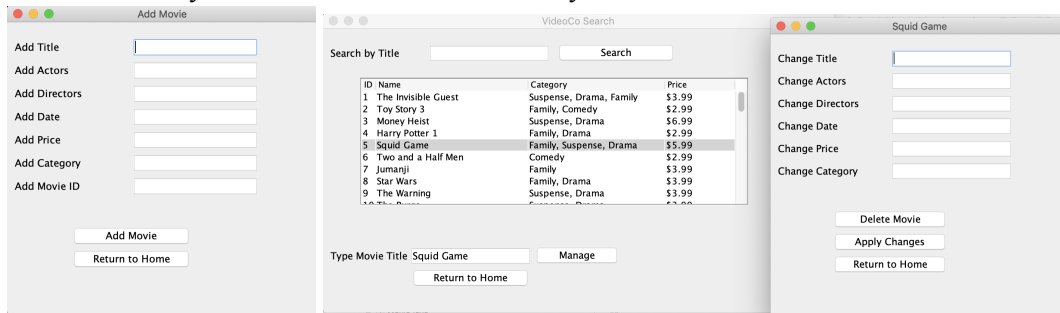 Add Movie
Add Title
Add Actors
Add Directors
Add Date
Add Price
Add Category
Add Movie ID
Add Movie
Return to Home
VideoCo Search
Search by Title Search
ID Name Category Price
1 The Invisible Guest Suspense, Drama, Family $3.99
2 Toy Story 3 Family, Comedy $2.99
3 Money Heist Suspense, Drama $6.99
4 Harry Potter 1 Family, Drama $2.99
5 Squid Game Family, Suspense, Drama $5.99
6 Two and a Half Men Comedy $2.99
7 Jumanji Family $3.99
8 Star Wars Family, Drama $3.99
9 The Warning Suspense, Drama $3.99
Type Movie Title Squid Game Manage
Return to Home
Squid Game
Change Title
Change Actors
Change Directors
Change Date
Change Price
Change Category
Delete Movie
Apply Changes
Return to Home